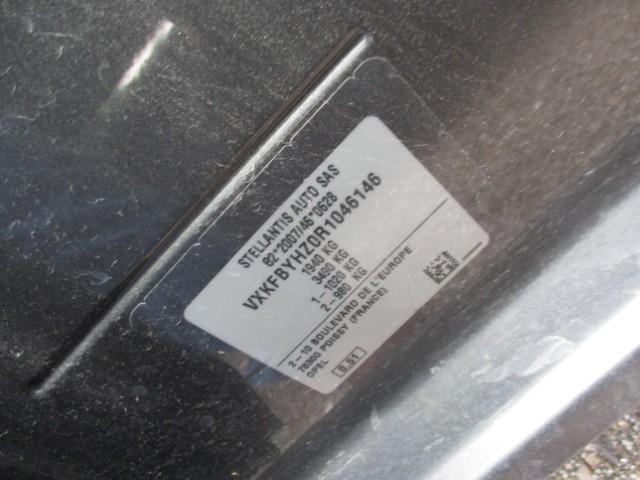 STELLANTIS AUTO SAS
e2*2007/46*0628
VXKFBYHZ0R1046146
1940 KG
3490 KG
1-1020 KG
2-980 KG
2-10 BOULEVARD DE L'EUROPE
78300 POISSY (FRANCE)
OPEL
0,51